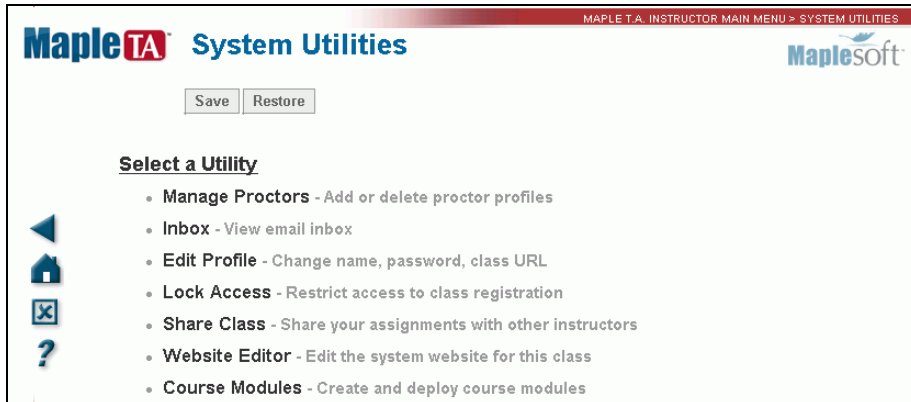 MAPLE T.A. INSTRUCTOR MAIN MENU > SYSTEM UTILITIES
Maple TA System Utilities
Maplesoft
Save Restore
Select a Utility
• Manage Proctors - Add or delete proctor profiles
• Inbox - View email inbox
• Edit Profile - Change name, password, class URL
• Lock Access - Restrict access to class registration
• Share Class - Share your assignments with other instructors
• Website Editor - Edit the system website for this class
• Course Modules - Create and deploy course modules
?